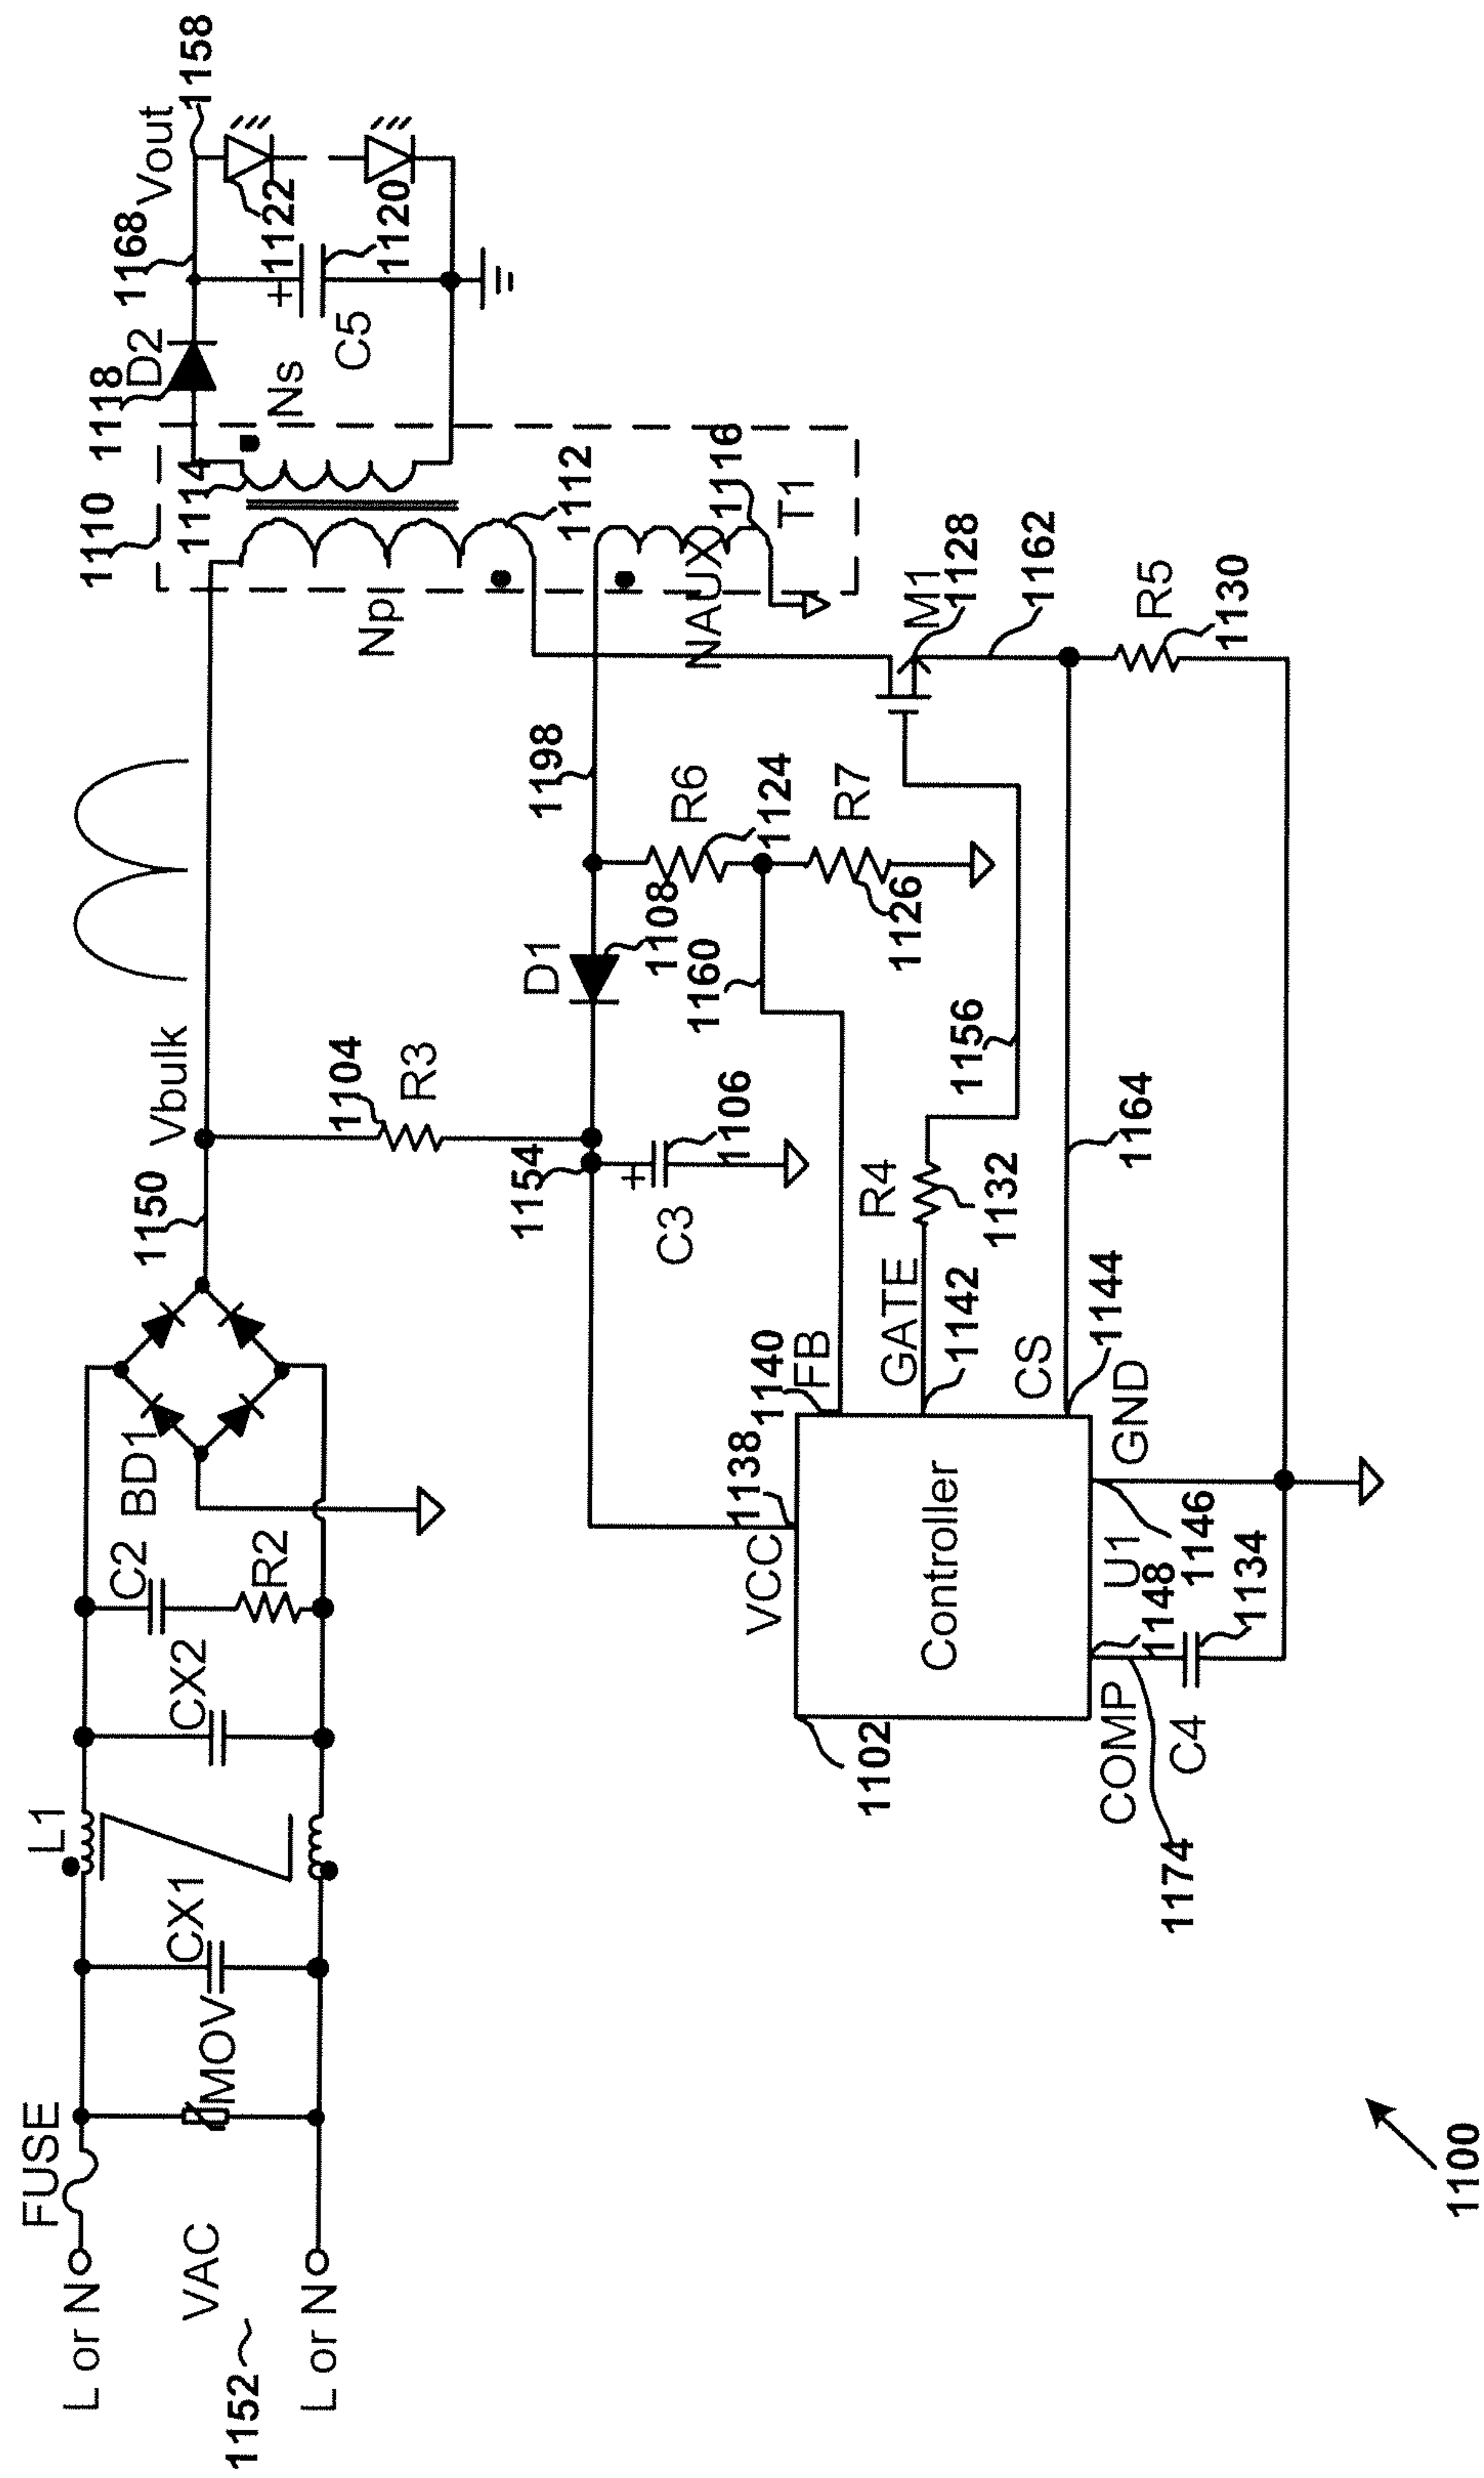 FUSE
L or N
VAC
1152
L or N
MOV
CX1
L1
CX2
C2
R2
BD1
1150
Vbulk
1104
R3
1154
C3
1106
D1
1108
1198
R6
1124
R7
1126
1160
Np
1110
1114
1112
NAUX
1116
T1
Ns
1118
D2
1168
Vout
1158
1122
1120
C5
M1
1128
1162
R5
1130
1156
1164
R4
1132
GATE
1142
1140
FB
CS
1144
GND
1138
VCC
Controller
U1
1146
1148
1134
1102
COMP
C4
1174
1100